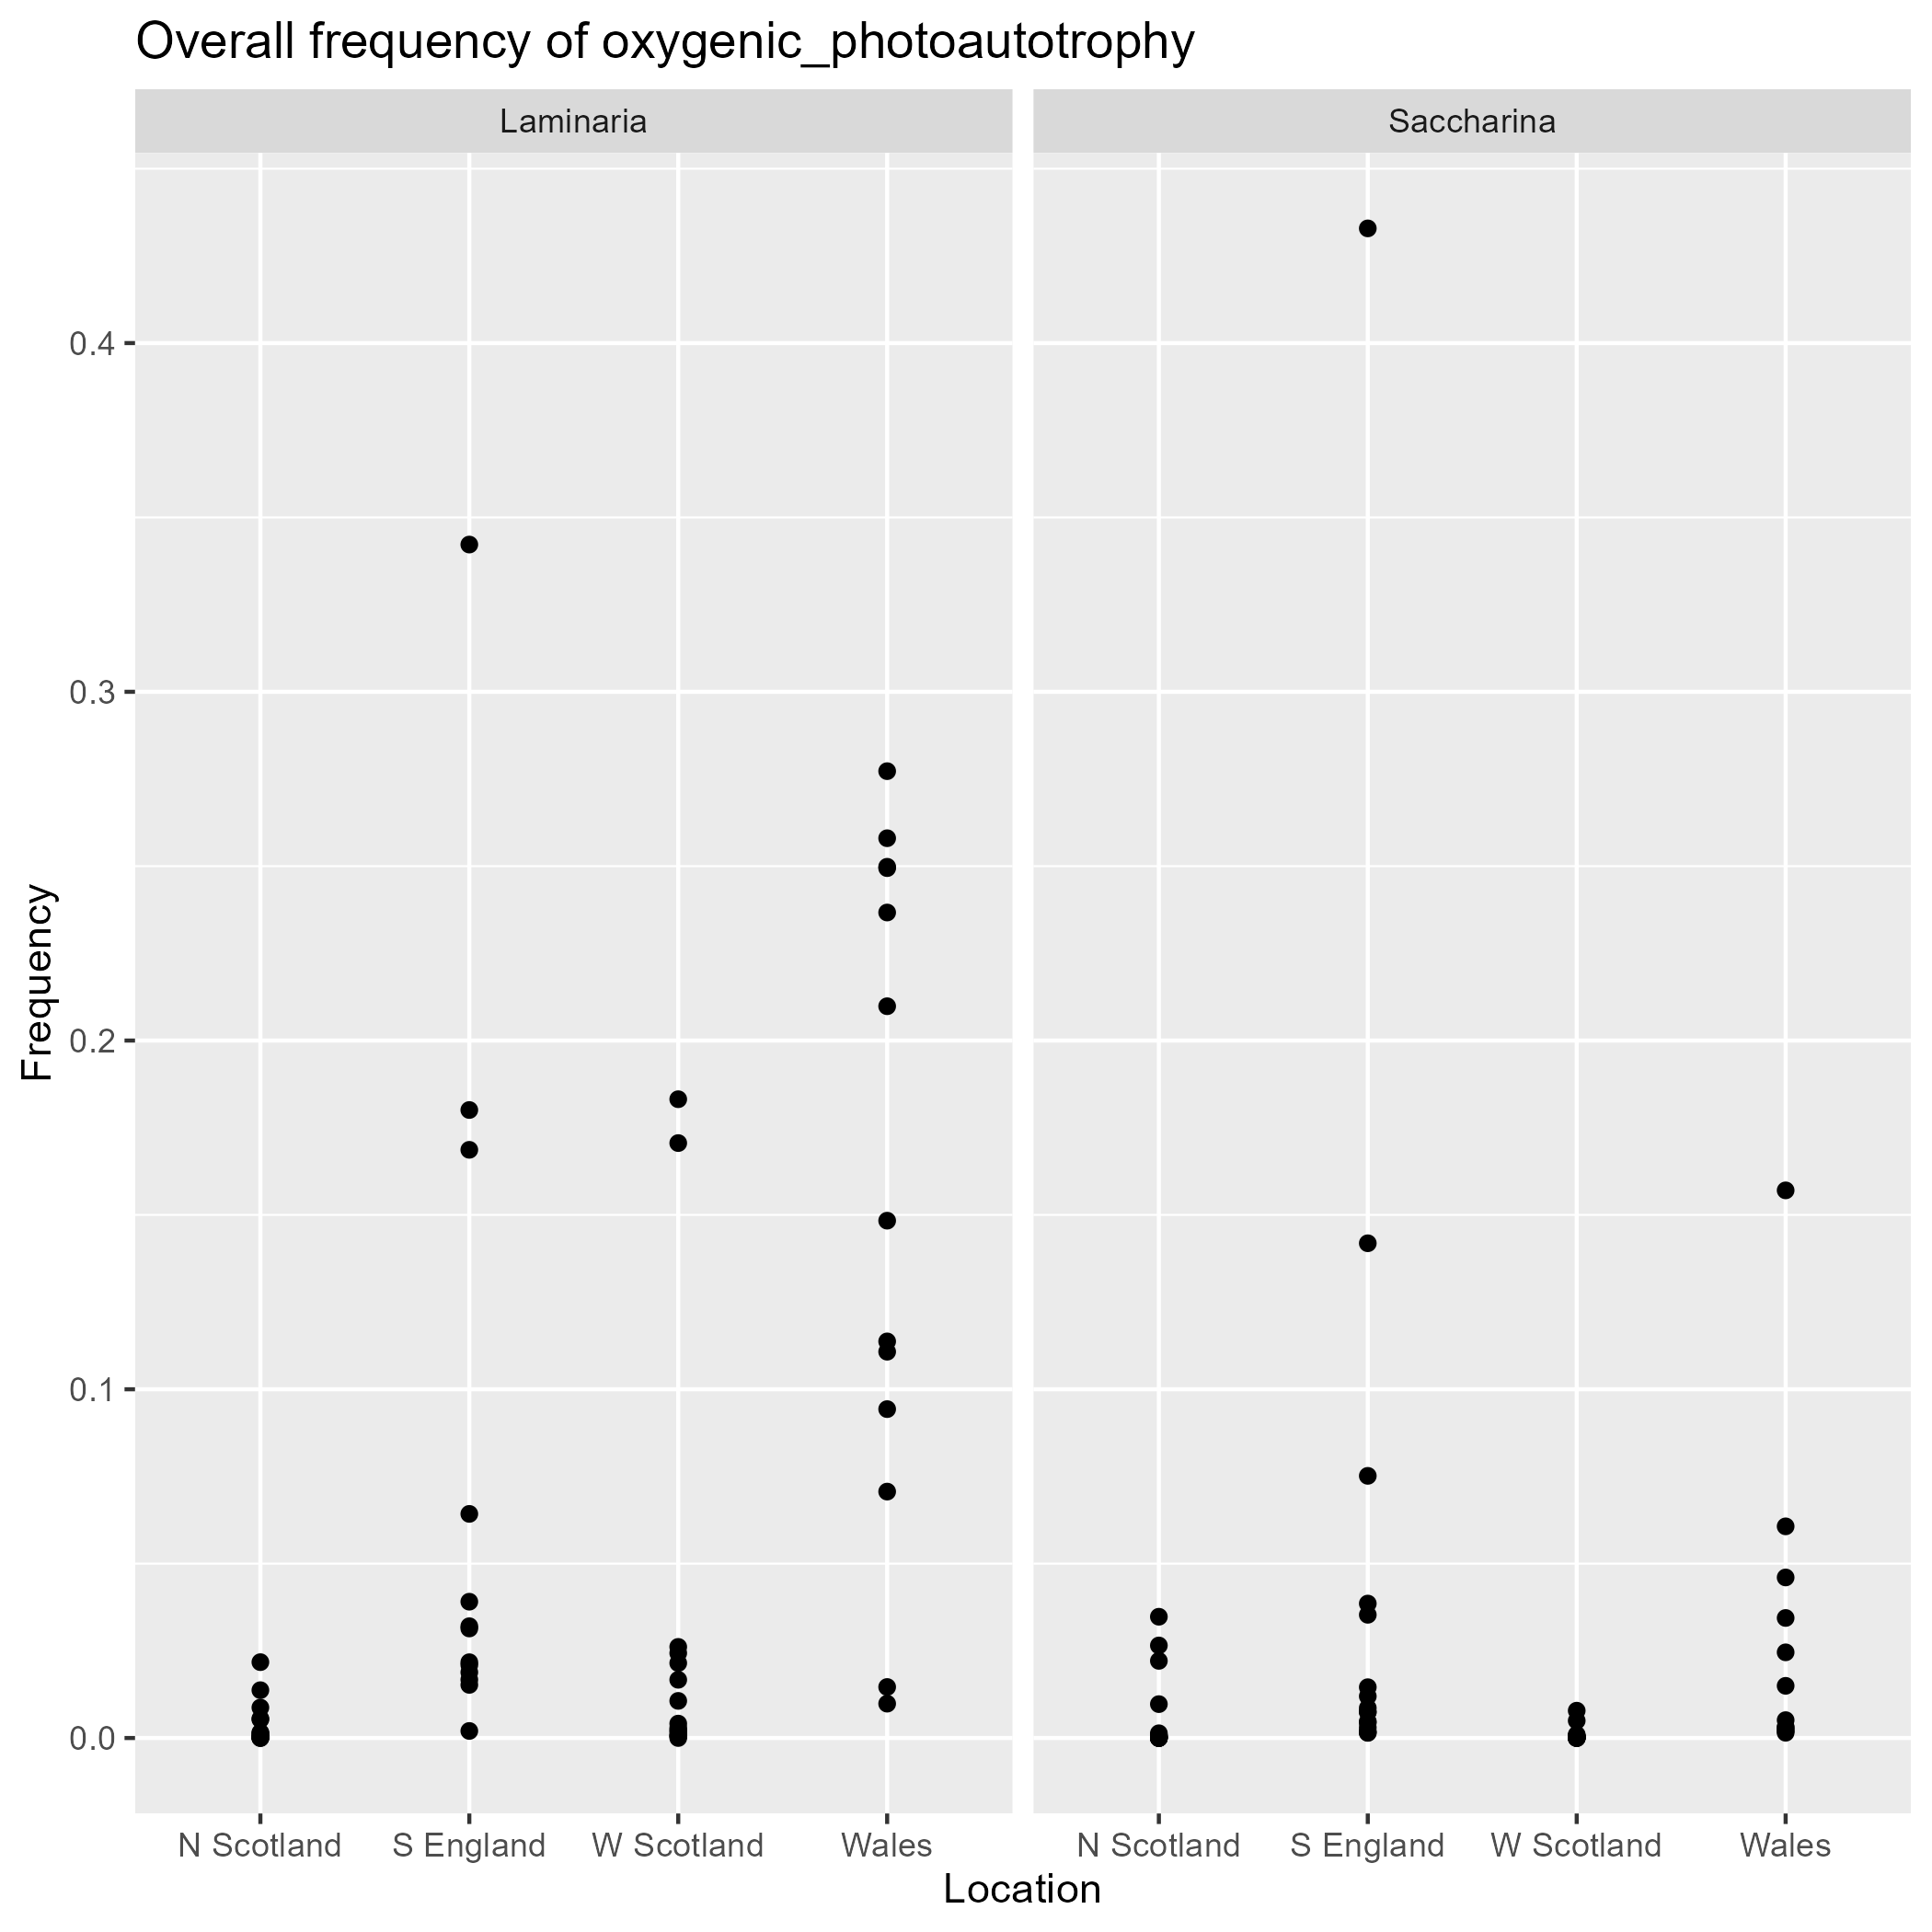 Overall frequency of oxygenic_photoautotrophy
Laminaria
Saccharina
Frequency
0.4
0.3
0.2
0.1
0.0
N Scotland
S England
W Scotland
Wales
N Scotland
S England
W Scotland
Wales
Location